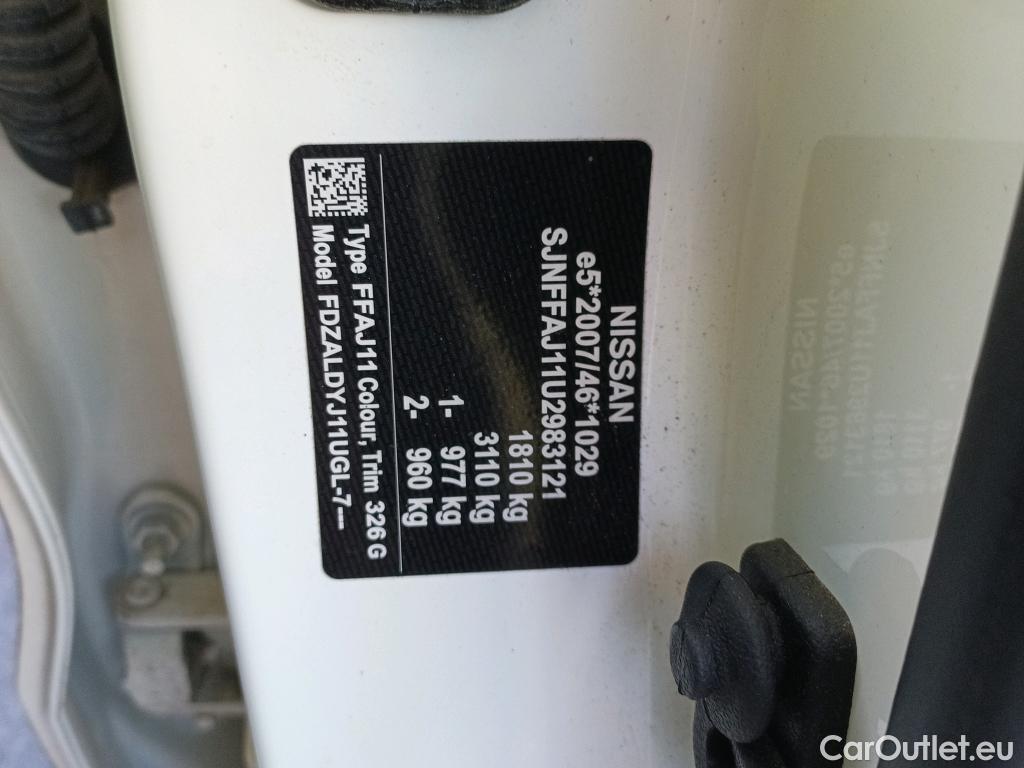 NISSAN
e5*2007/46*1029
SJNFFAJ11U2983121
1810 kg
3110 kg
1- 977 kg
2- 960 kg
Type FFAJ11 Colour, Trim 326 G
Model FDZALDYJ11UGL-7---
CarOutlet.eu